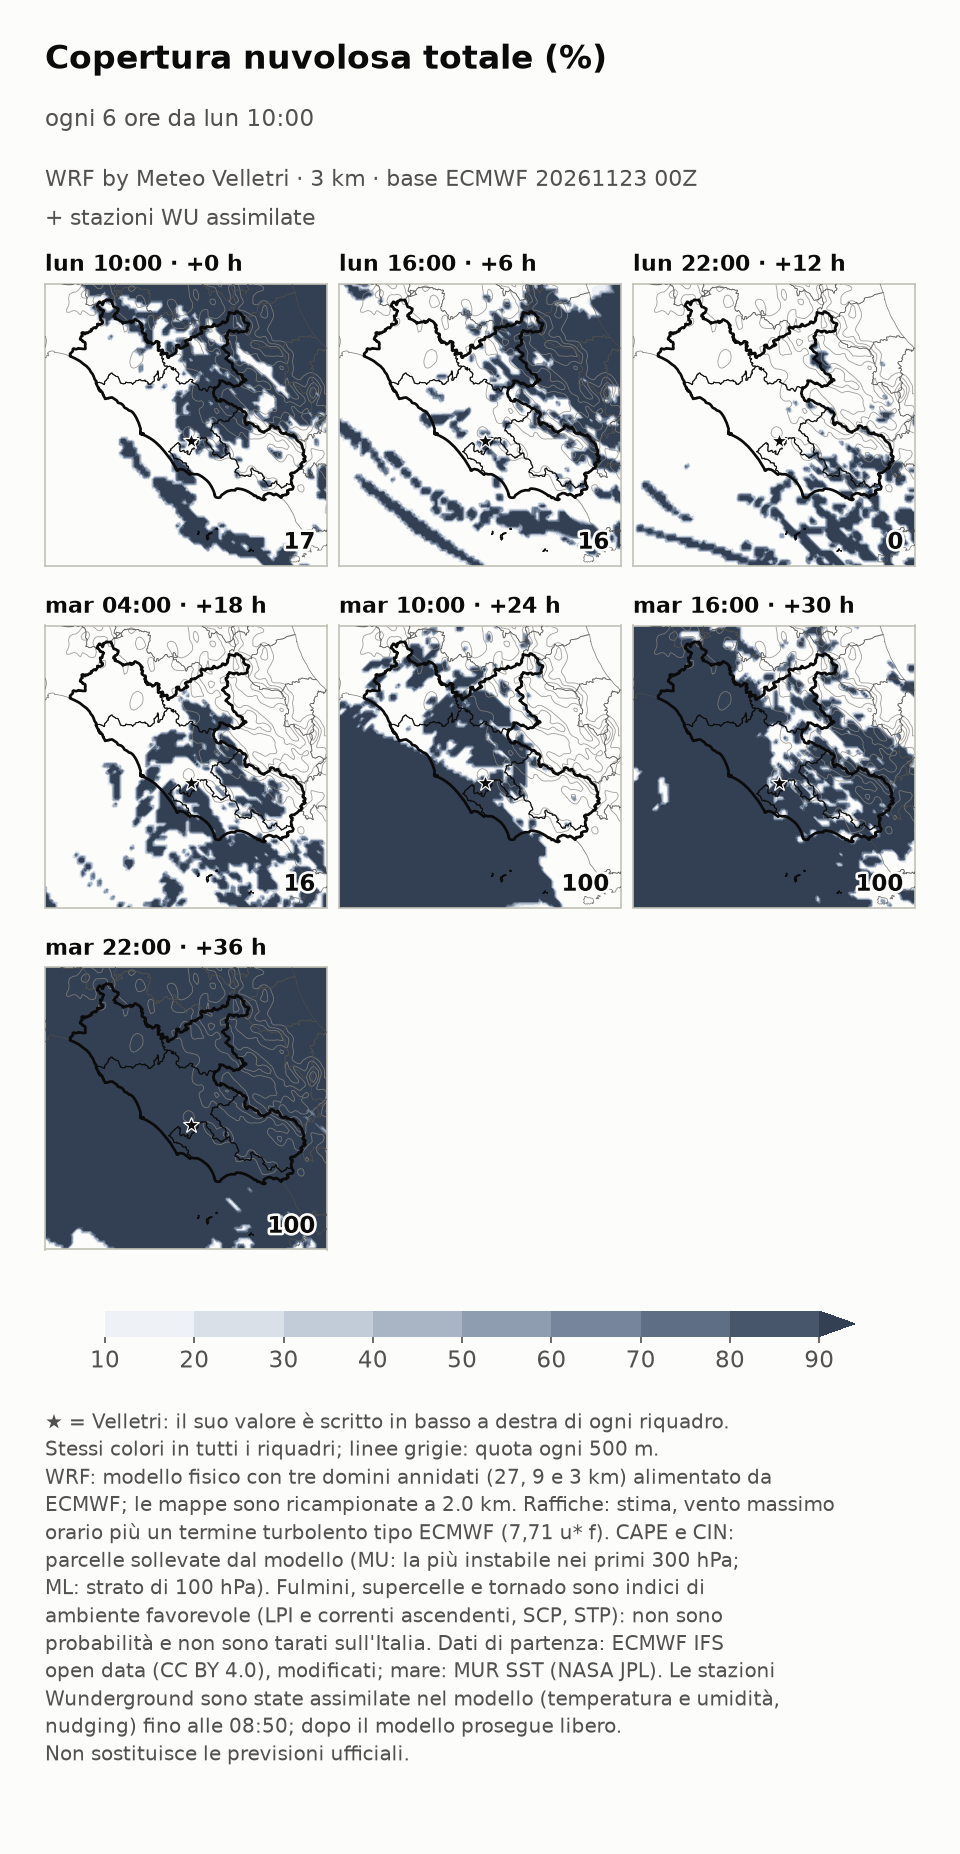 Copertura nuvolosa totale (%)
ogni 6 ore da lun 10:00
WRF by Meteo Velletri · 3 km · base ECMWF 20261123 00Z
+ stazioni WU assimilate
lun 10:00 · +0 h
lun 16:00 · +6 h
lun 22:00 · +12 h
17
16
0
mar 04:00 · +18 h
mar 10:00 · +24 h
mar 16:00 · +30 h
16
100
100
mar 22:00 · +36 h
100
10 20 30 40 50 60 70 80 90
★ = Velletri: il suo valore è scritto in basso a destra di ogni riquadro.
Stessi colori in tutti i riquadri; linee grigie: quota ogni 500 m.
WRF: modello fisico con tre domini annidati (27, 9 e 3 km) alimentato da
ECMWF; le mappe sono ricampionate a 2.0 km. Raffiche: stima, vento massimo
orario più un termine turbolento tipo ECMWF (7,71 u* f). CAPE e CIN:
parcelle sollevate dal modello (MU: la più instabile nei primi 300 hPa;
ML: strato di 100 hPa). Fulmini, supercelle e tornado sono indici di
ambiente favorevole (LPI e correnti ascendenti, SCP, STP): non sono
probabilità e non sono tarati sull'Italia. Dati di partenza: ECMWF IFS
open data (CC BY 4.0), modificati; mare: MUR SST (NASA JPL). Le stazioni
Wunderground sono state assimilate nel modello (temperatura e umidità,
nudging) fino alle 08:50; dopo il modello prosegue libero.
Non sostituisce le previsioni ufficiali.